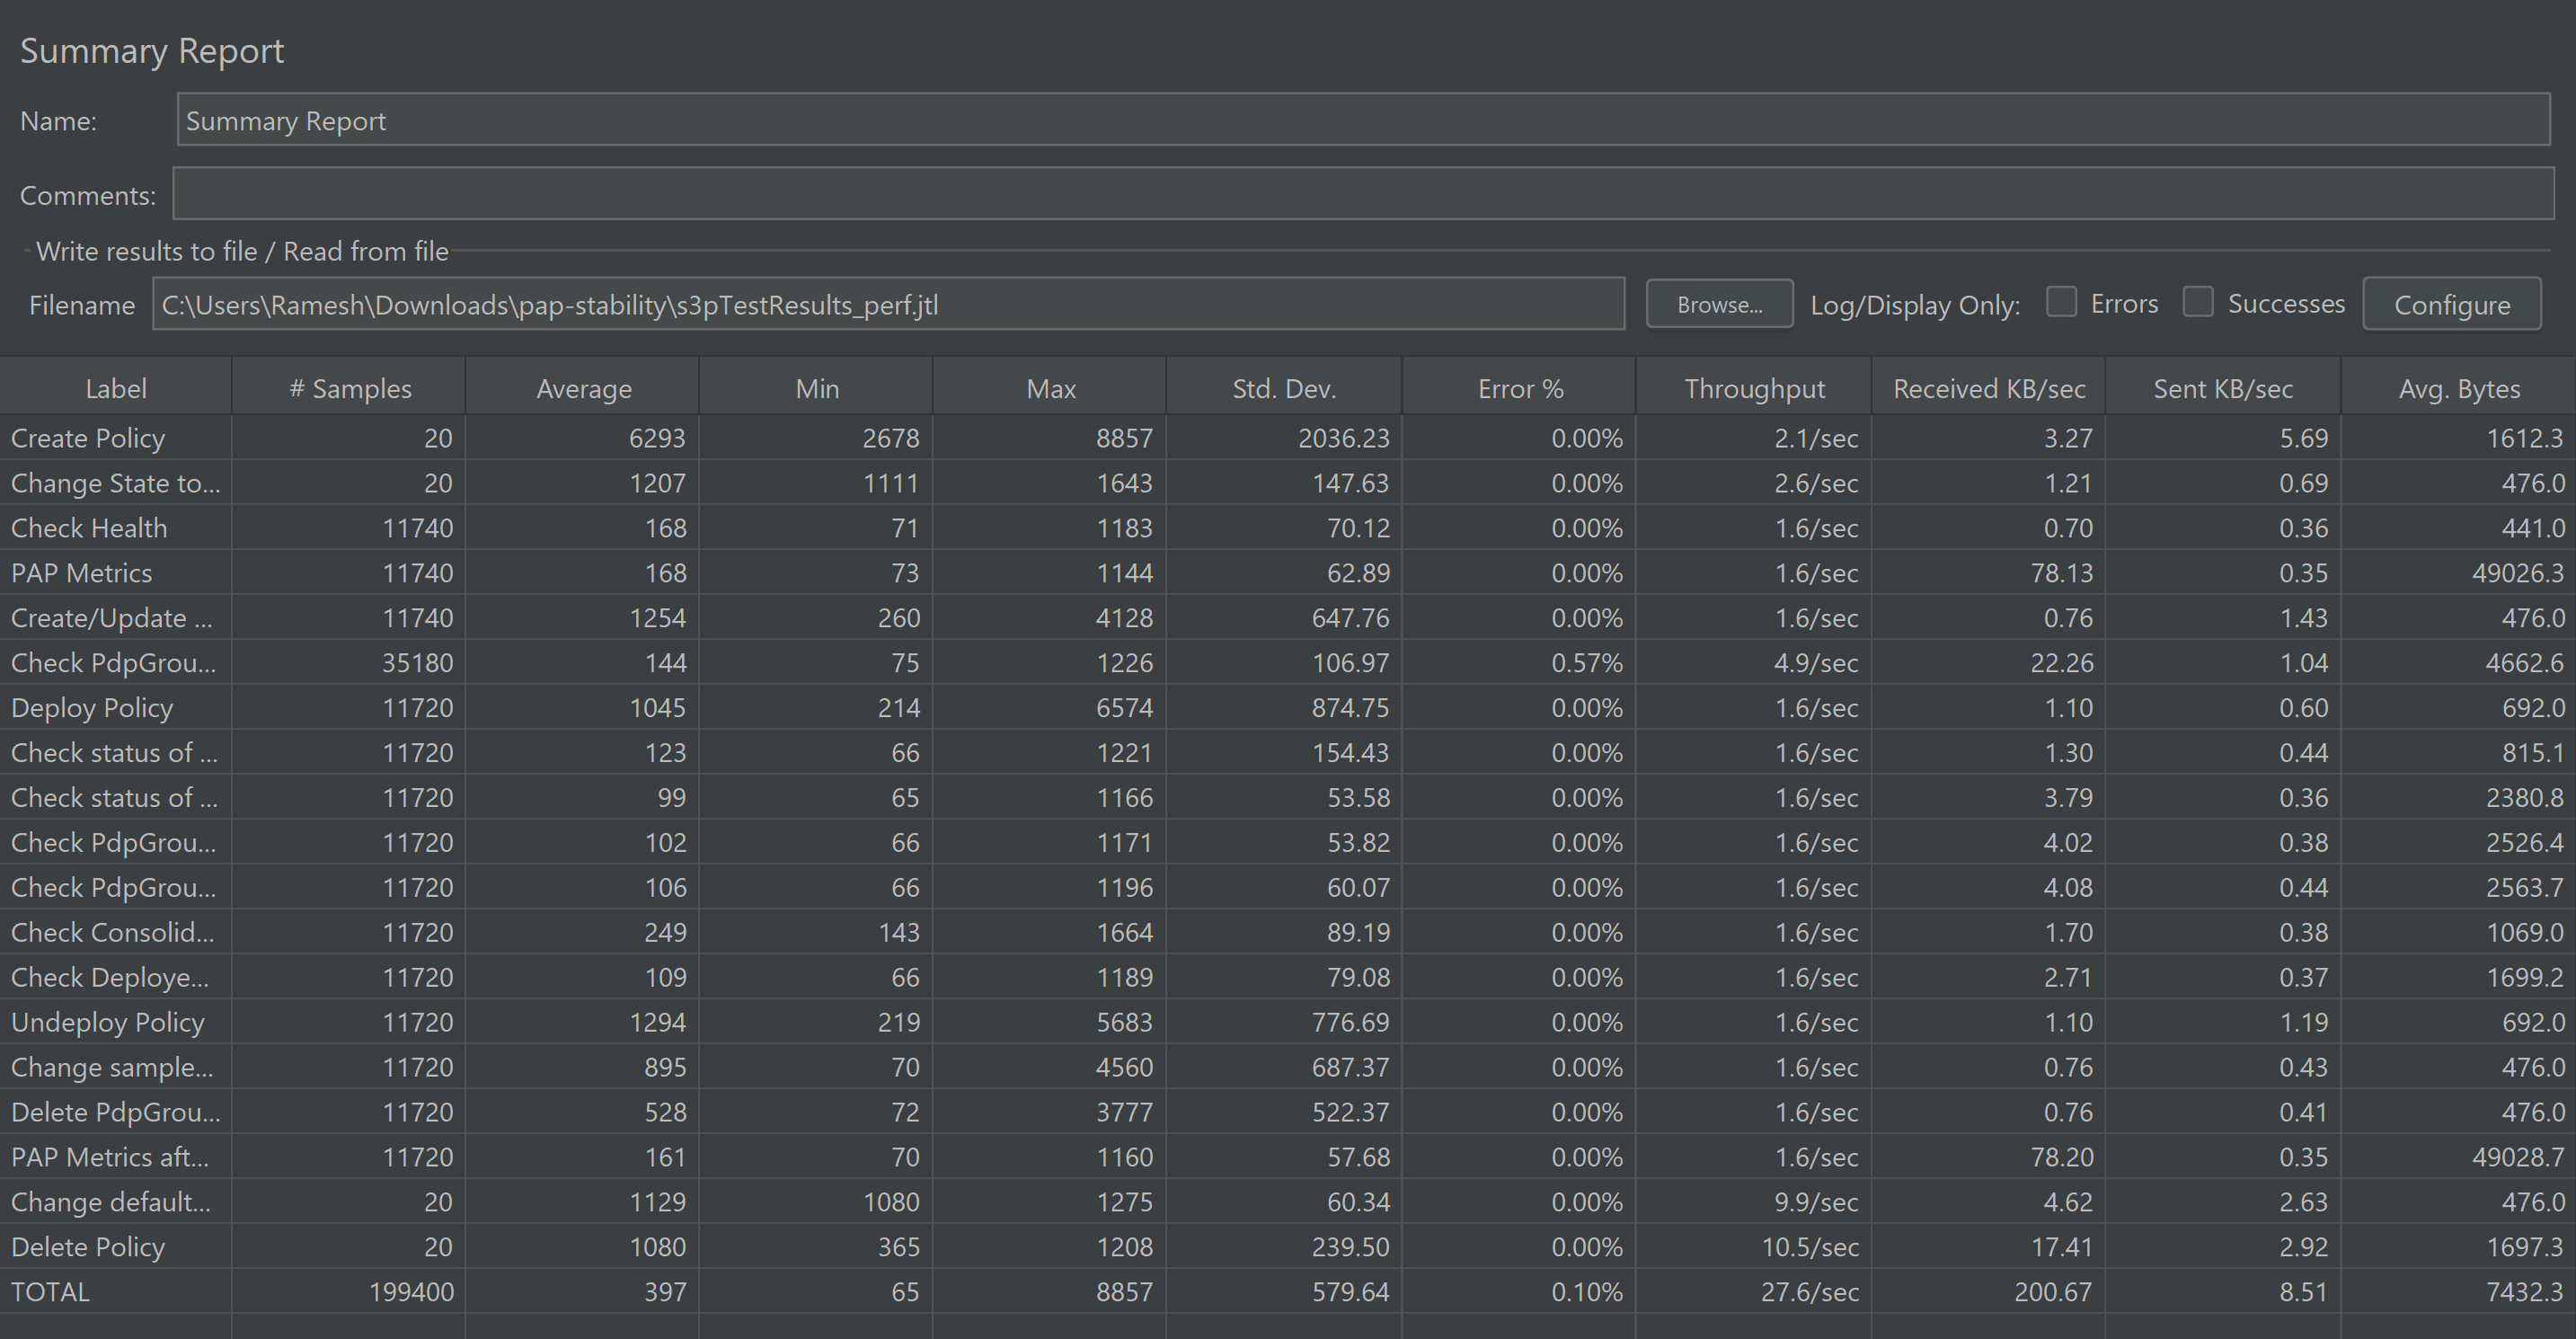 Summary Report
Name: Summary Report
Comments:
Write results to file / Read from file
Filename C:\Users\Ramesh\Downloads\pap-stability\s3pTestResults_perf.jtl Browse... Log/Display Only: Errors Successes Configure
Label # Samples Average Min Max Std. Dev. Error % Throughput Received KB/sec Sent KB/sec Avg. Bytes
Create Policy 20 6293 2678 8857 2036.23 0.00% 2.1/sec 3.27 5.69 1612.3
Change State to... 20 1207 1111 1643 147.63 0.00% 2.6/sec 1.21 0.69 476.0
Check Health 11740 168 71 1183 70.12 0.00% 1.6/sec 0.70 0.36 441.0
PAP Metrics 11740 168 73 1144 62.89 0.00% 1.6/sec 78.13 0.35 49026.3
Create/Update ... 11740 1254 260 4128 647.76 0.00% 1.6/sec 0.76 1.43 476.0
Check PdpGrou... 35180 144 75 1226 106.97 0.57% 4.9/sec 22.26 1.04 4662.6
Deploy Policy 11720 1045 214 6574 874.75 0.00% 1.6/sec 1.10 0.60 692.0
Check status of ... 11720 123 66 1221 154.43 0.00% 1.6/sec 1.30 0.44 815.1
Check status of ... 11720 99 65 1166 53.58 0.00% 1.6/sec 3.79 0.36 2380.8
Check PdpGrou... 11720 102 66 1171 53.82 0.00% 1.6/sec 4.02 0.38 2526.4
Check PdpGrou... 11720 106 66 1196 60.07 0.00% 1.6/sec 4.08 0.44 2563.7
Check Consolid... 11720 249 143 1664 89.19 0.00% 1.6/sec 1.70 0.38 1069.0
Check Deploye... 11720 109 66 1189 79.08 0.00% 1.6/sec 2.71 0.37 1699.2
Undeploy Policy 11720 1294 219 5683 776.69 0.00% 1.6/sec 1.10 1.19 692.0
Change sample... 11720 895 70 4560 687.37 0.00% 1.6/sec 0.76 0.43 476.0
Delete PdpGrou... 11720 528 72 3777 522.37 0.00% 1.6/sec 0.76 0.41 476.0
PAP Metrics aft... 11720 161 70 1160 57.68 0.00% 1.6/sec 78.20 0.35 49028.7
Change default... 20 1129 1080 1275 60.34 0.00% 9.9/sec 4.62 2.63 476.0
Delete Policy 20 1080 365 1208 239.50 0.00% 10.5/sec 17.41 2.92 1697.3
TOTAL 199400 397 65 8857 579.64 0.10% 27.6/sec 200.67 8.51 7432.3